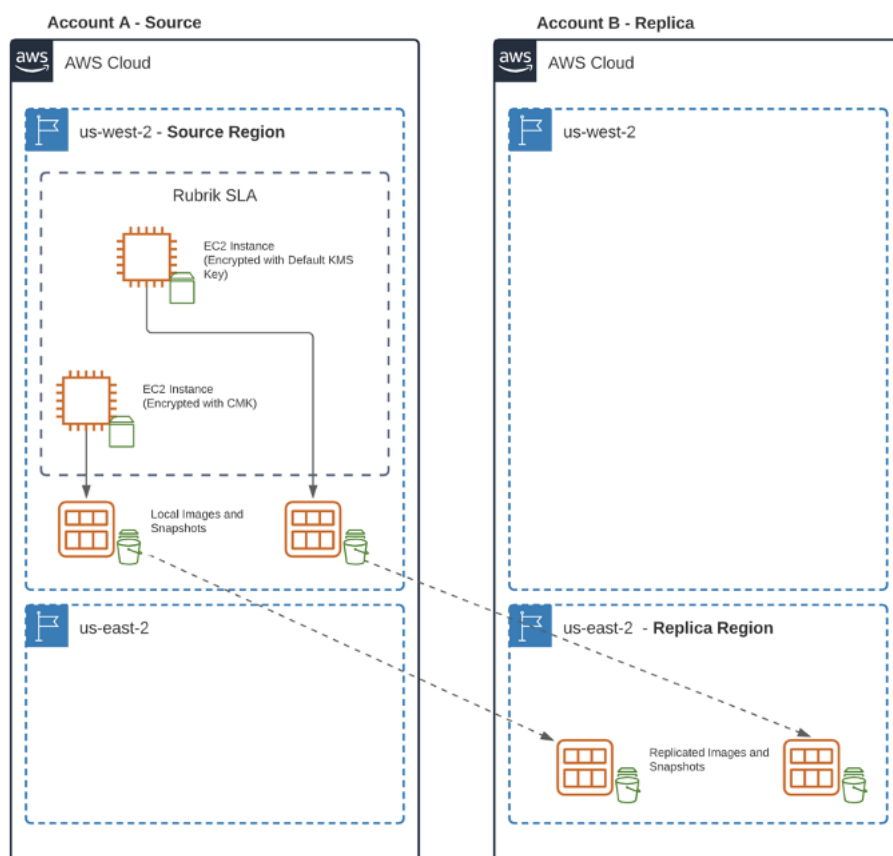 Account A - Source
Account B - Replica
aws
AWS Cloud
aws
AWS Cloud
us-west-2 - Source Region
us-west-2
Rubrik SLA
EC2 Instance
(Encrypted with Default KMS
Key)
EC2 Instance
(Encrypted with CMK)
Local Images and
Snapshots
us-east-2
us-east-2 - Replica Region
Replicated Images and
Snapshots